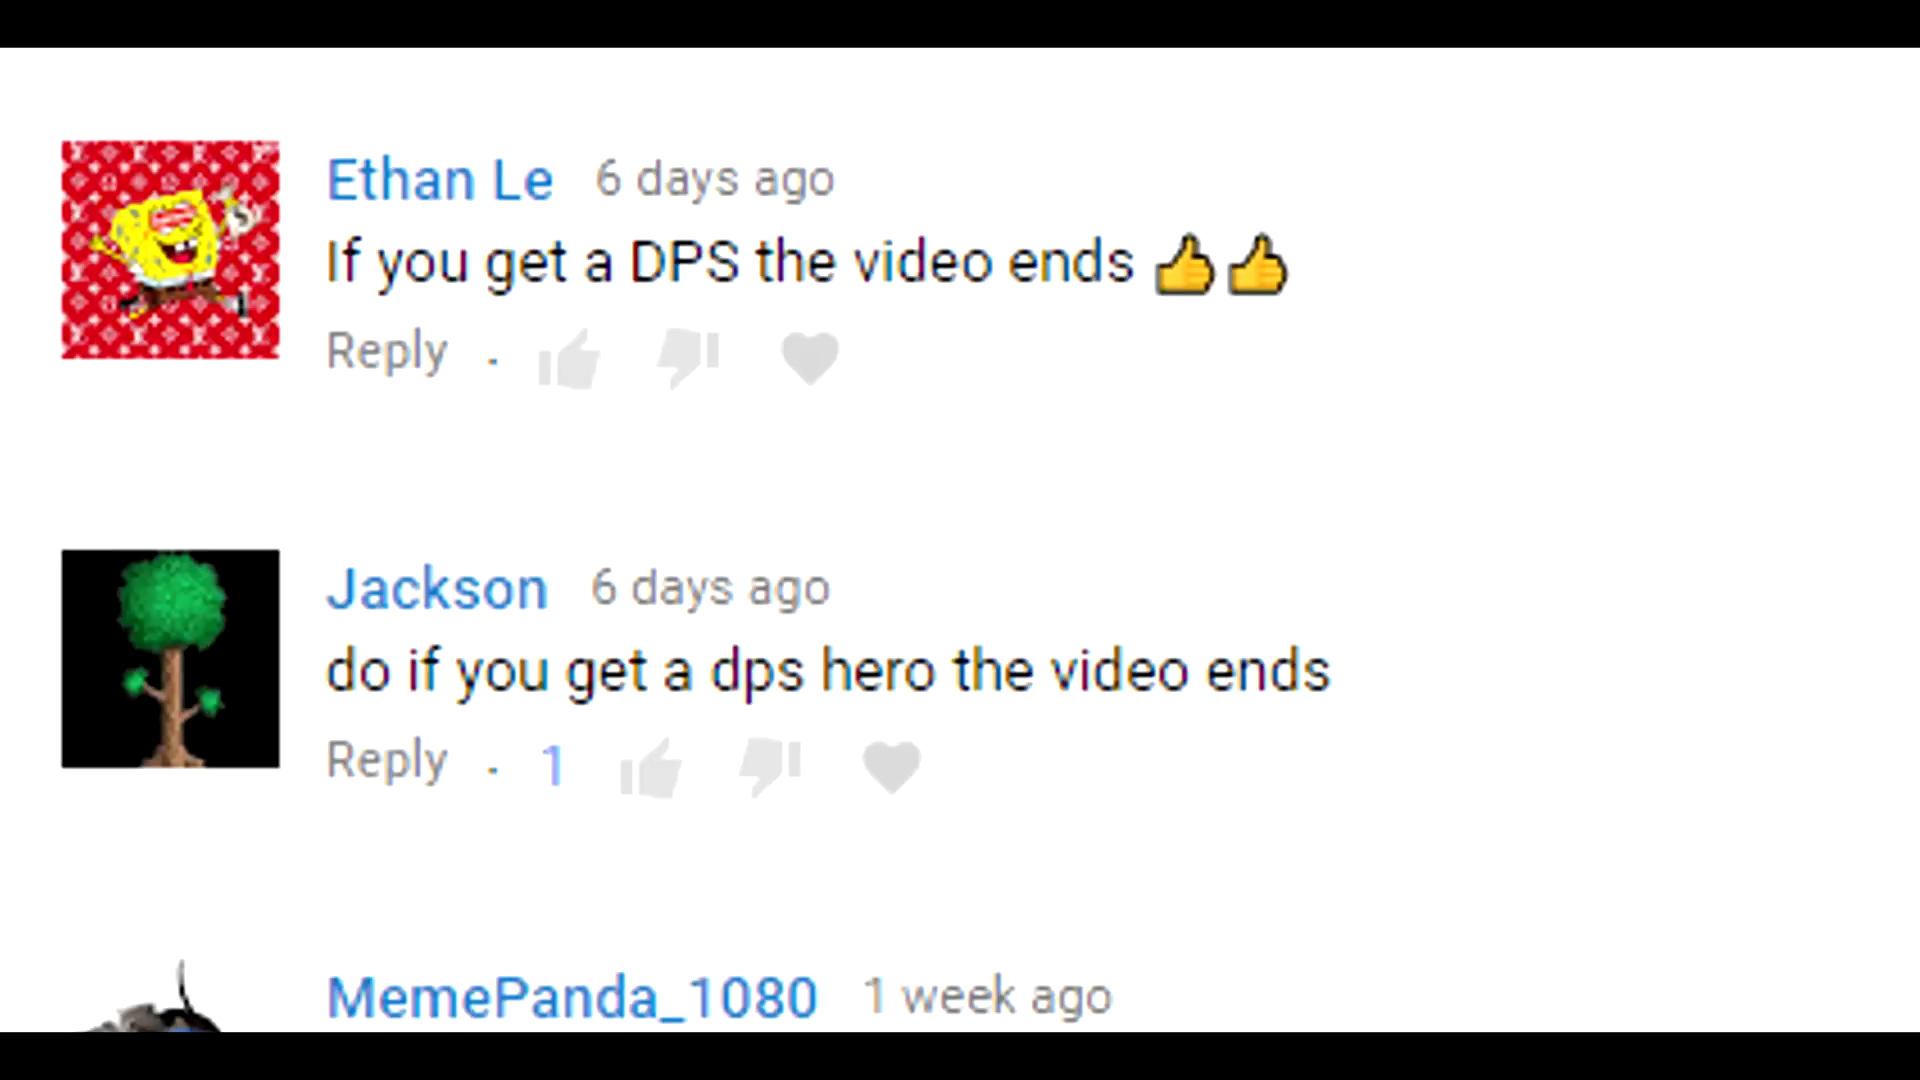 Ethan Le 6 days ago
If you get a DPS the video ends 👍👍
Reply .
Jackson 6 days ago
do if you get a dps hero the video ends
Reply . 1
MemePanda_1080 1 week ago